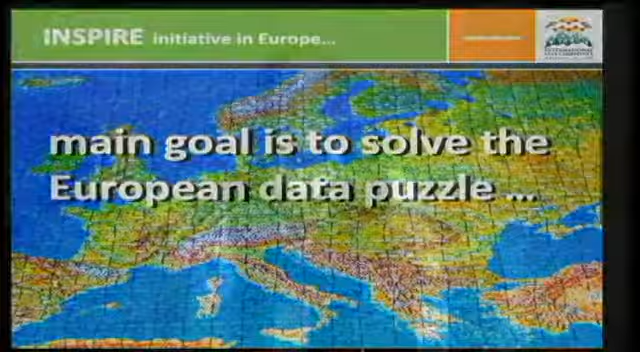 INSPIRE initiative in Europe...
main goal is to solve the
European data puzzle ...